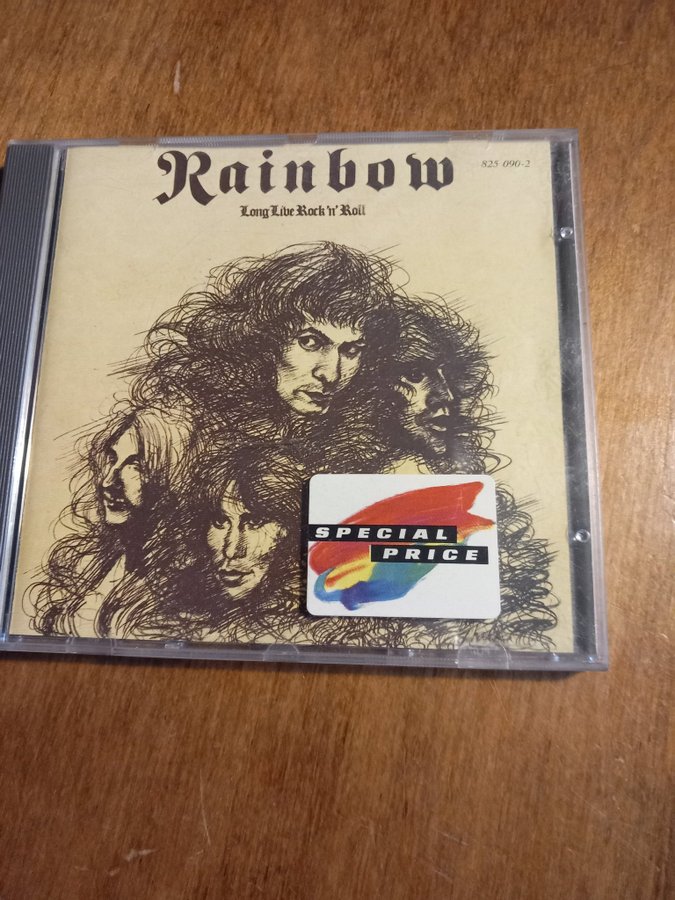 Rainbow
825 090-2
Long Live Rock 'n' Roll
SPECIAL
PRICE